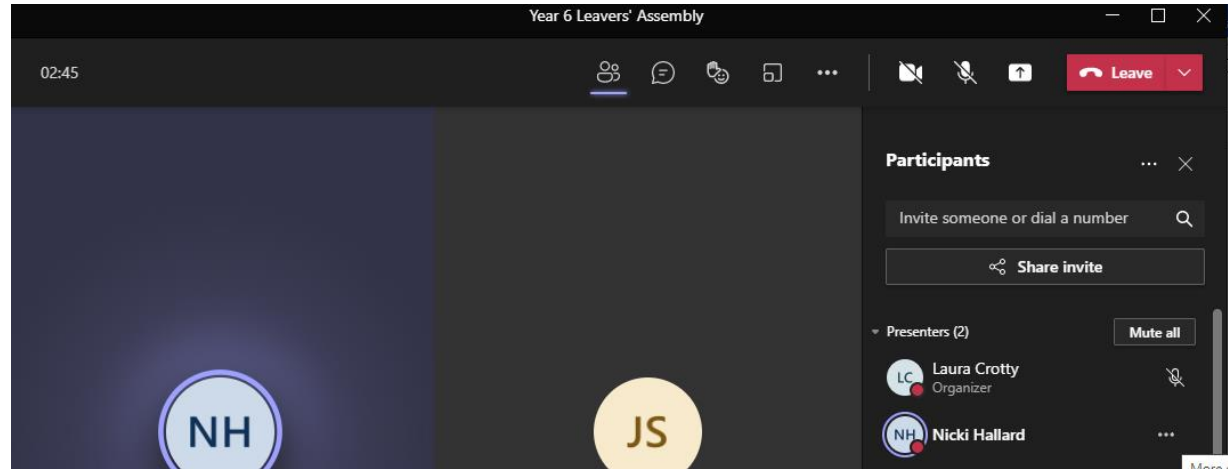 Year 6 Leavers' Assembly
02:45
Leave
Participants
Invite someone or dial a number
Share invite
Presenters (2)
Mute all
LC
Laura Crotty
Organizer
NH
JS
NH
Nicki Hallard